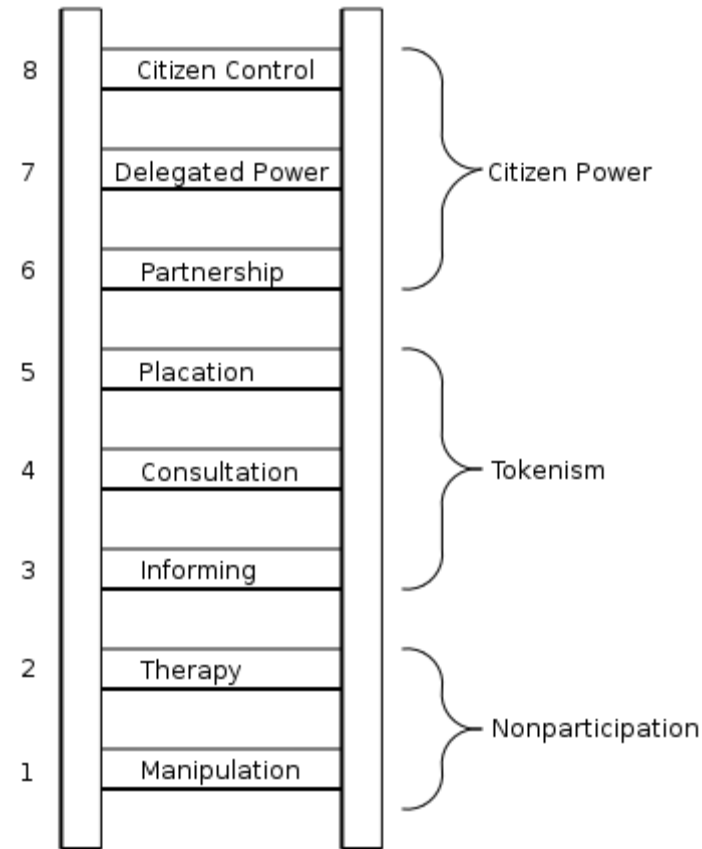 8 Citizen Control
7 Delegated Power Citizen Power
6 Partnership
5 Placation
4 Consultation Tokenism
3 Informing
2 Therapy
Nonparticipation
1 Manipulation